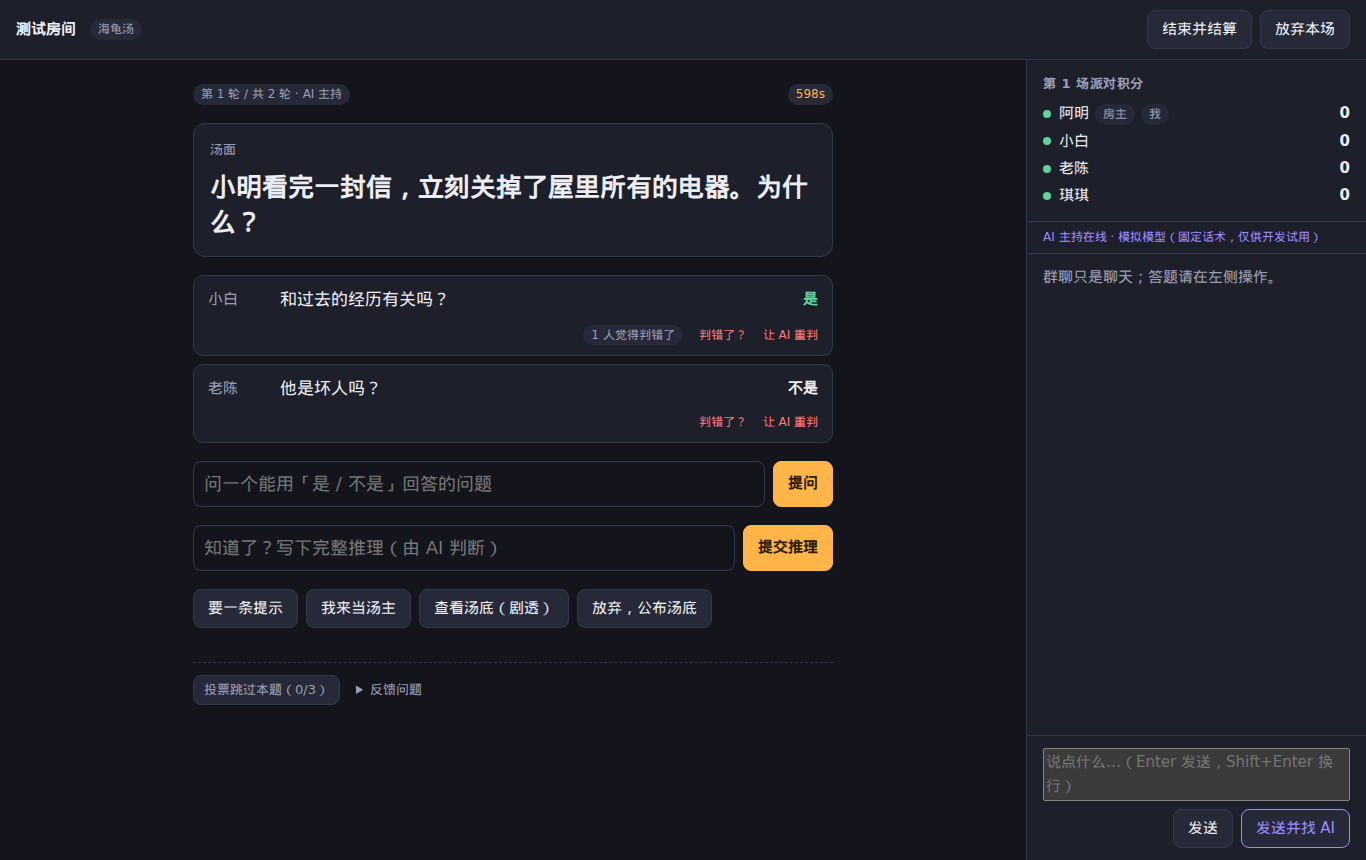 测试房间 海龟汤 结束并结算 放弃本场
第 1 轮 / 共 2 轮 · AI 主持 598s
汤面
小明看完一封信，立刻关掉了屋里所有的电器。为什
么？
小白 和过去的经历有关吗？ 是
1 人觉得判错了 判错了？ 让 AI 重判
老陈 他是坏人吗？ 不是
判错了？ 让 AI 重判
问一个能用「是 / 不是」回答的问题 提问
知道了？写下完整推理（由 AI 判断） 提交推理
要一条提示 我来当汤主 查看汤底（剧透） 放弃，公布汤底
投票跳过本题（0/3） ▶ 反馈问题
第 1 场派对积分
阿明 房主 我 0
小白 0
老陈 0
琪琪 0
AI 主持在线 · 模拟模型（固定话术，仅供开发试用）
群聊只是聊天；答题请在左侧操作。
说点什么…（Enter 发送，Shift+Enter 换
行）
发送 发送并找 AI